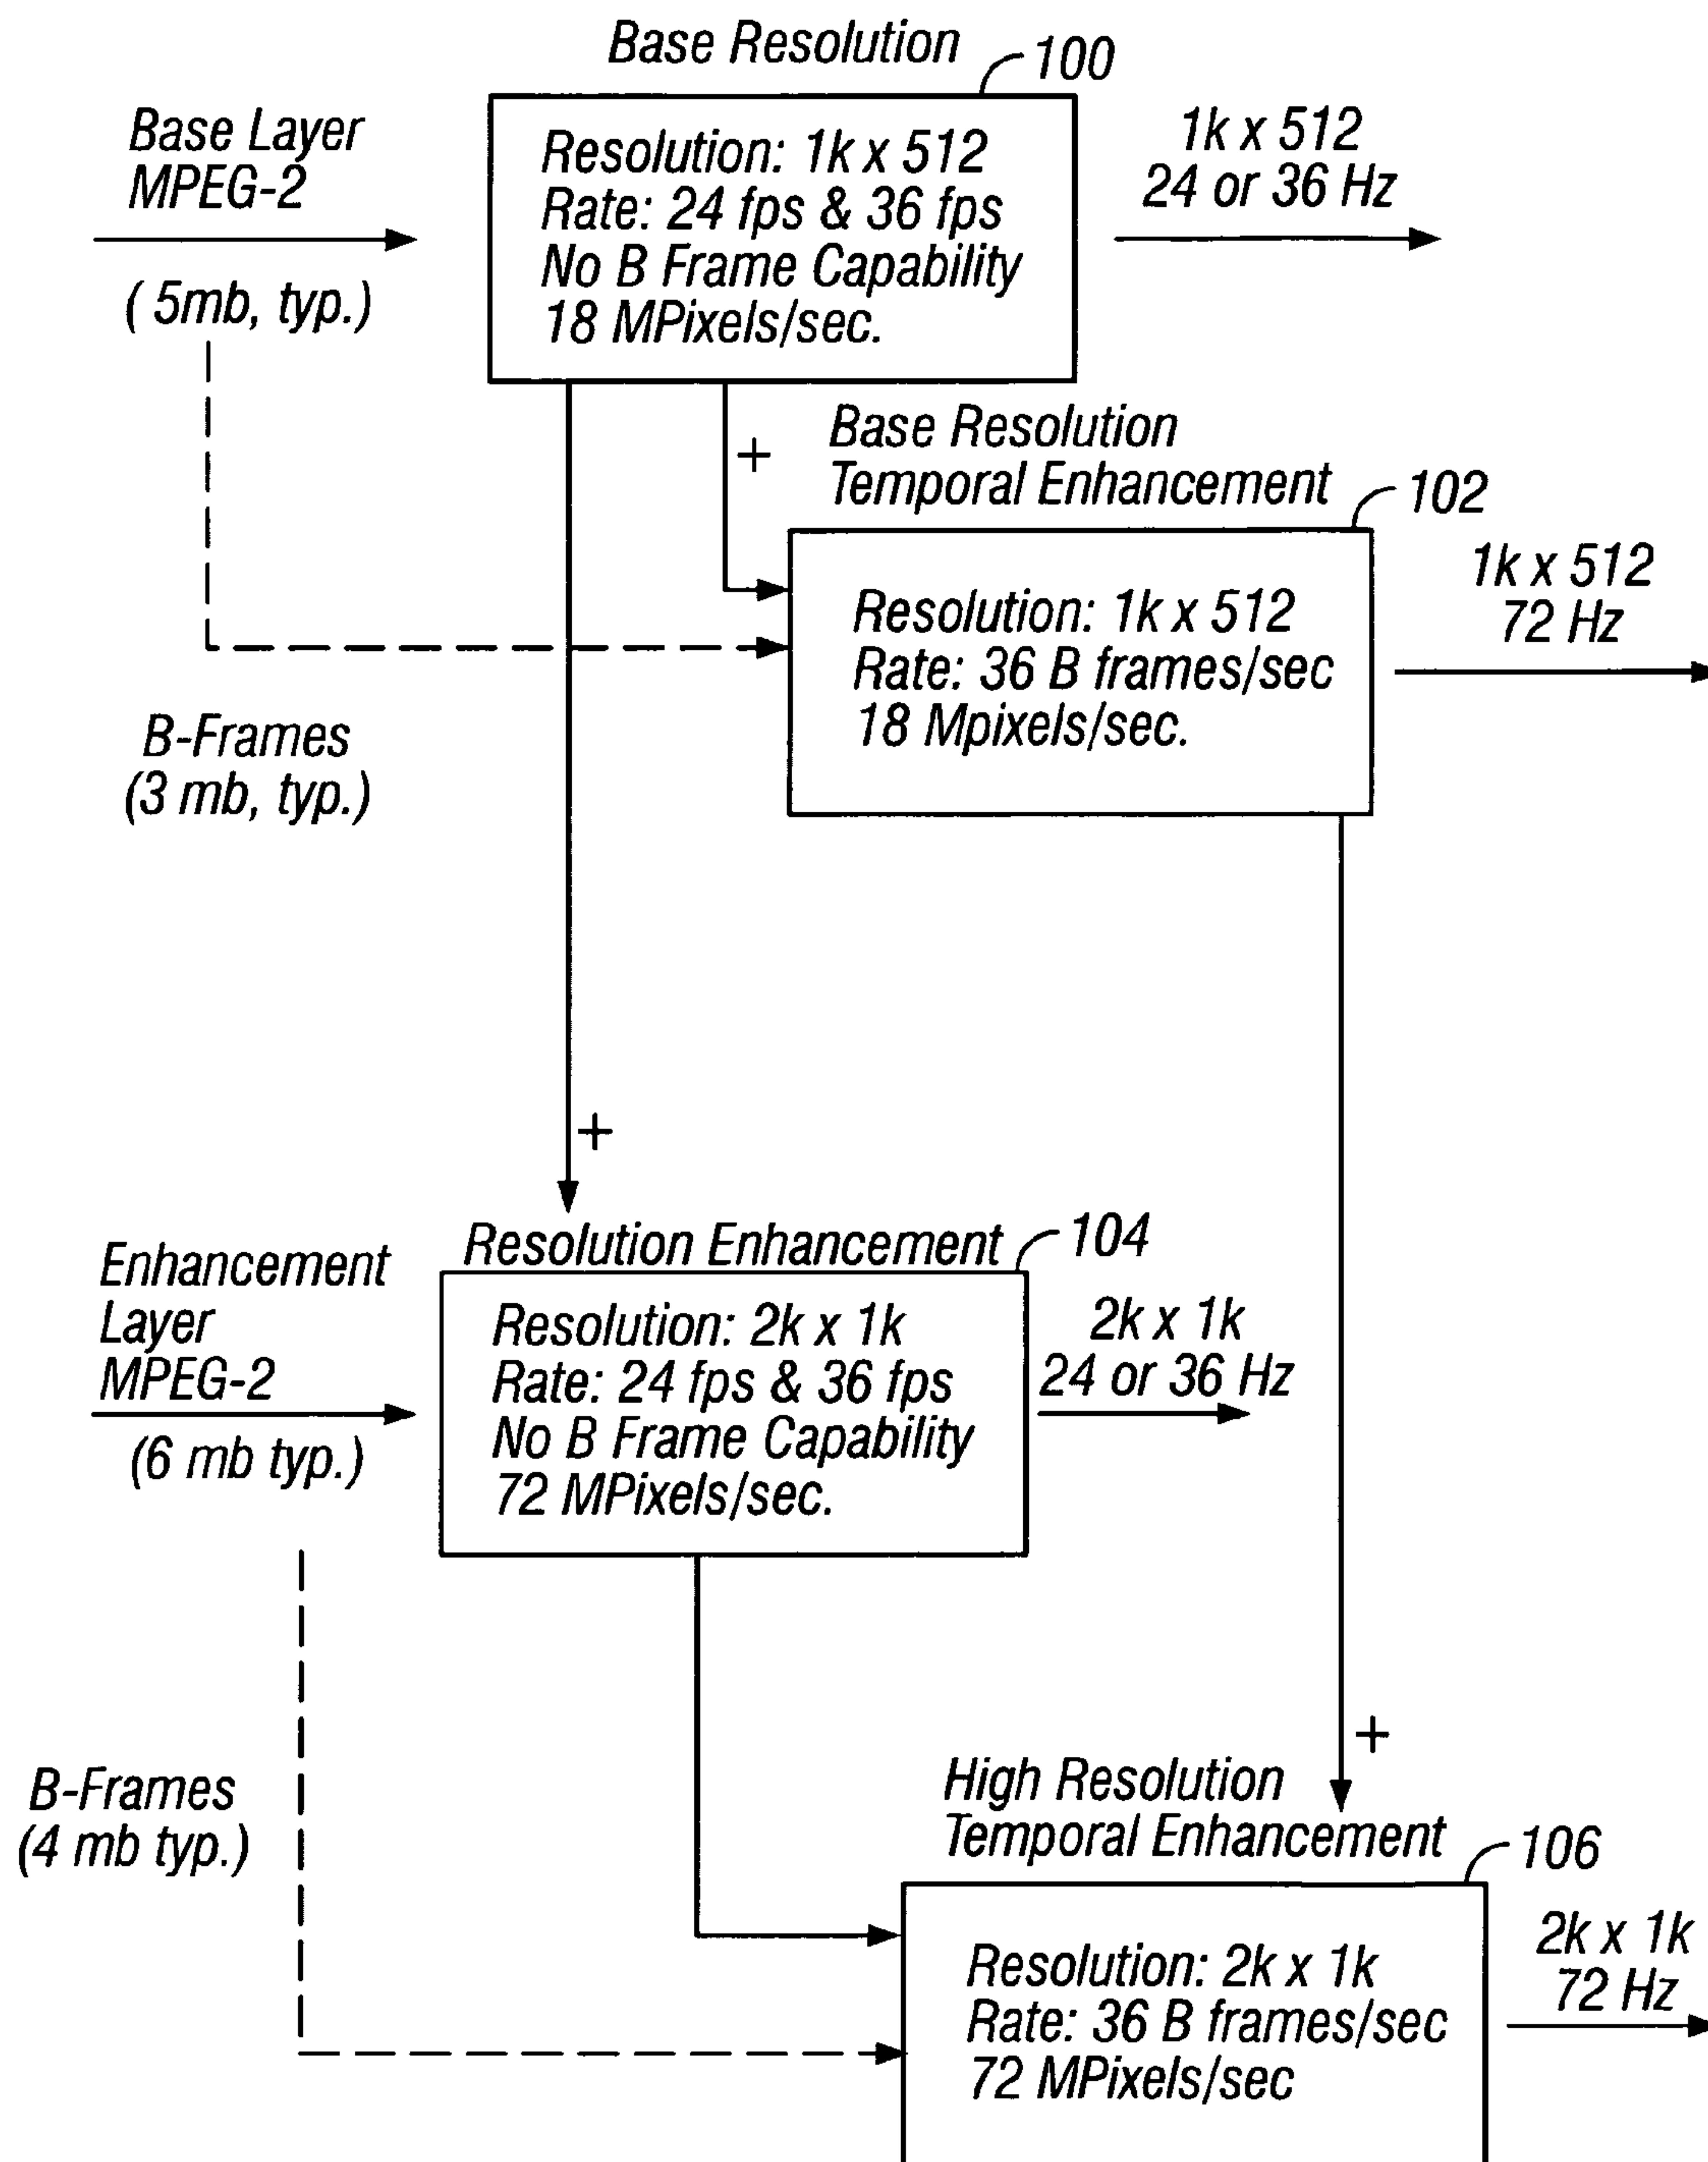 Base Resolution
100
Base Layer
MPEG-2
( 5mb, typ.)
Resolution: 1k x 512
Rate: 24 fps & 36 fps
No B Frame Capability
18 MPixels/sec.
1k x 512
24 or 36 Hz
+
Base Resolution
Temporal Enhancement
102
Resolution: 1k x 512
Rate: 36 B frames/sec
18 Mpixels/sec.
1k x 512
72 Hz
B-Frames
(3 mb, typ.)
+
Resolution Enhancement
104
Enhancement
Layer
MPEG-2
(6 mb typ.)
Resolution: 2k x 1k
Rate: 24 fps & 36 fps
No B Frame Capability
72 MPixels/sec.
2k x 1k
24 or 36 Hz
+
B-Frames
(4 mb typ.)
High Resolution
Temporal Enhancement
106
Resolution: 2k x 1k
Rate: 36 B frames/sec
72 MPixels/sec
2k x 1k
72 Hz